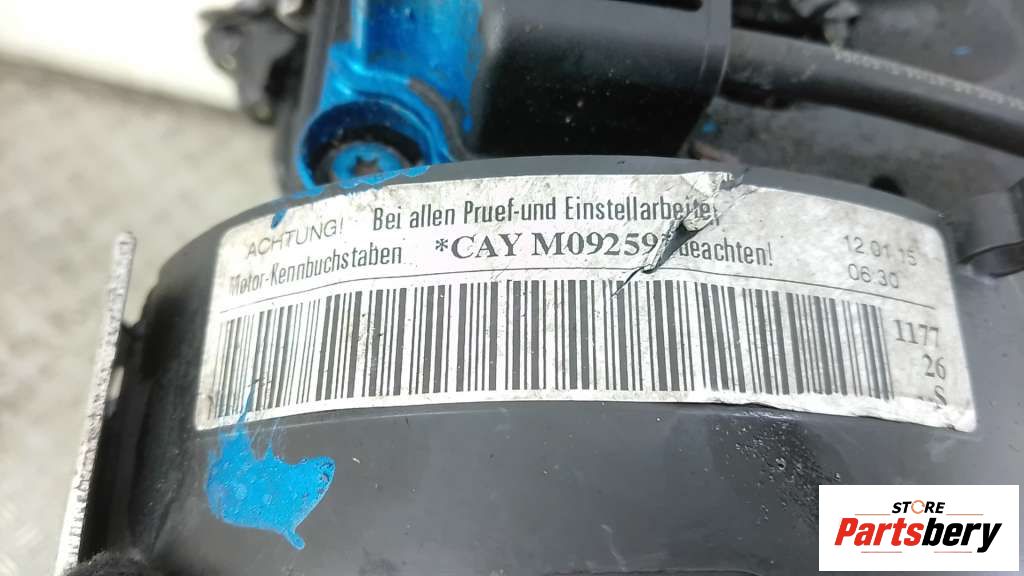 ACHTUNG! Bei allen Pruef-und Einstellarbeiten
Motor-Kennbuchstaben *CAY M09259* beachten!
12 01 15
06:30
1177
26
S
STORE
Partsbery